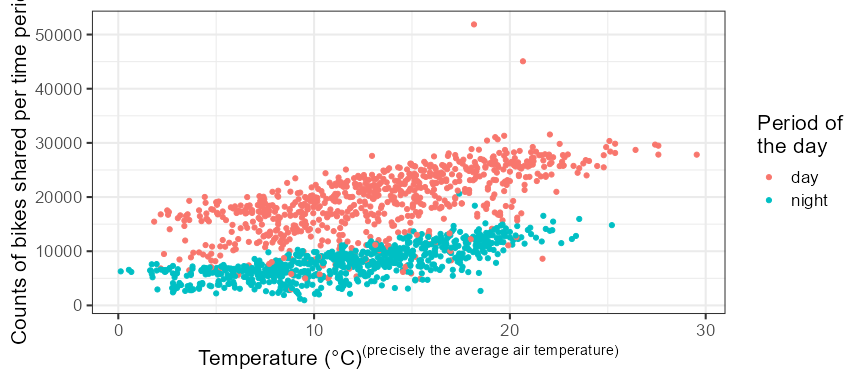 Counts of bikes shared per time period
50000
40000
30000
20000
10000
0
0 10 20 30
Temperature (°C)(precisely the average air temperature)
Period of
the day
day
night